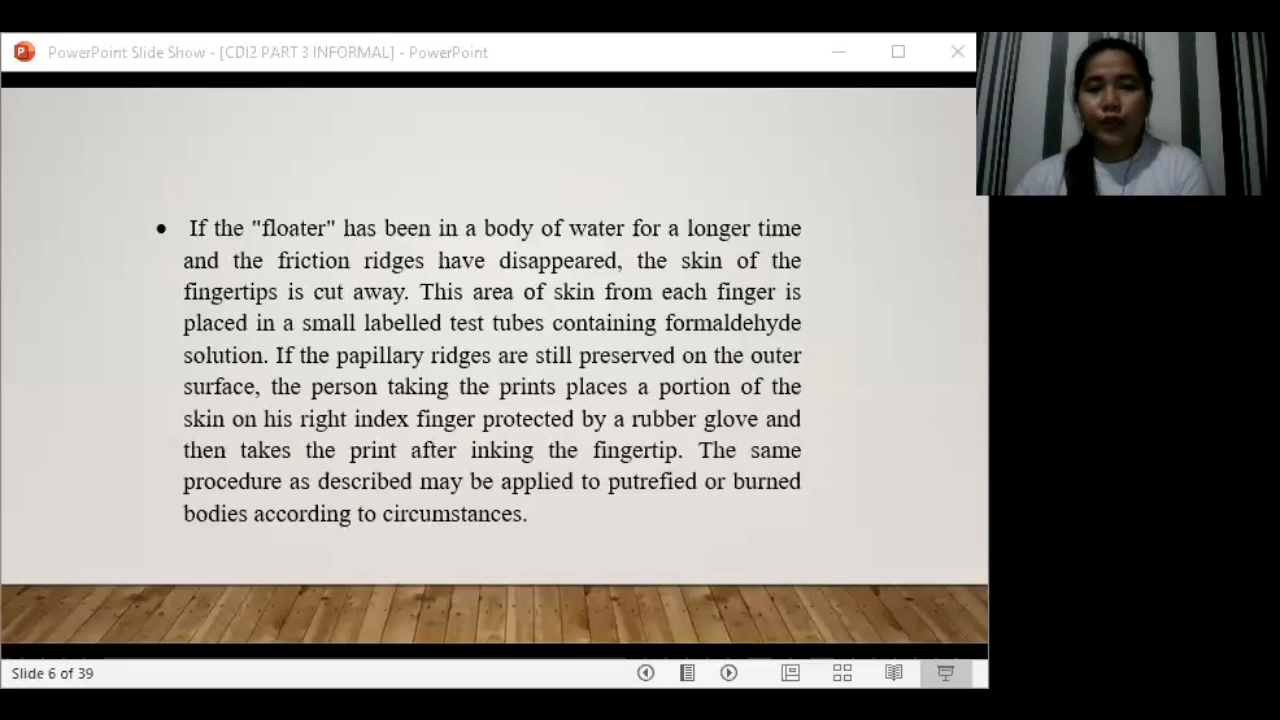 PowerPoint Slide Show - [CDI2 PART 3 INFORMAL] - PowerPoint
• If the "floater" has been in a body of water for a longer time
and the friction ridges have disappeared, the skin of the
fingertips is cut away. This area of skin from each finger is
placed in a small labelled test tubes containing formaldehyde
solution. If the papillary ridges are still preserved on the outer
surface, the person taking the prints places a portion of the
skin on his right index finger protected by a rubber glove and
then takes the print after inking the fingertip. The same
procedure as described may be applied to putrefied or burned
bodies according to circumstances.
Slide 6 of 39